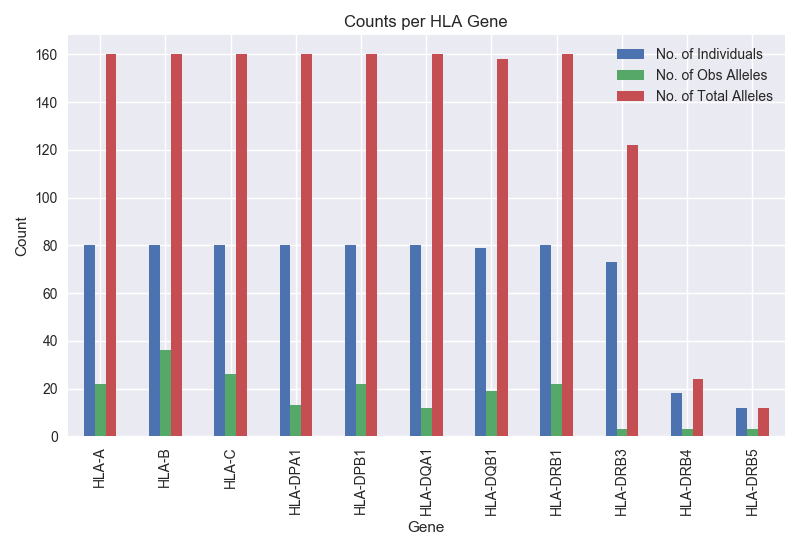 Counts per HLA Gene
No. of Individuals
No. of Obs Alleles
No. of Total Alleles
160
140
120
100
80
60
40
20
0
Count
HLA-A
HLA-B
HLA-C
HLA-DPA1
HLA-DPB1
HLA-DQA1
HLA-DQB1
HLA-DRB1
HLA-DRB3
HLA-DRB4
HLA-DRB5
Gene